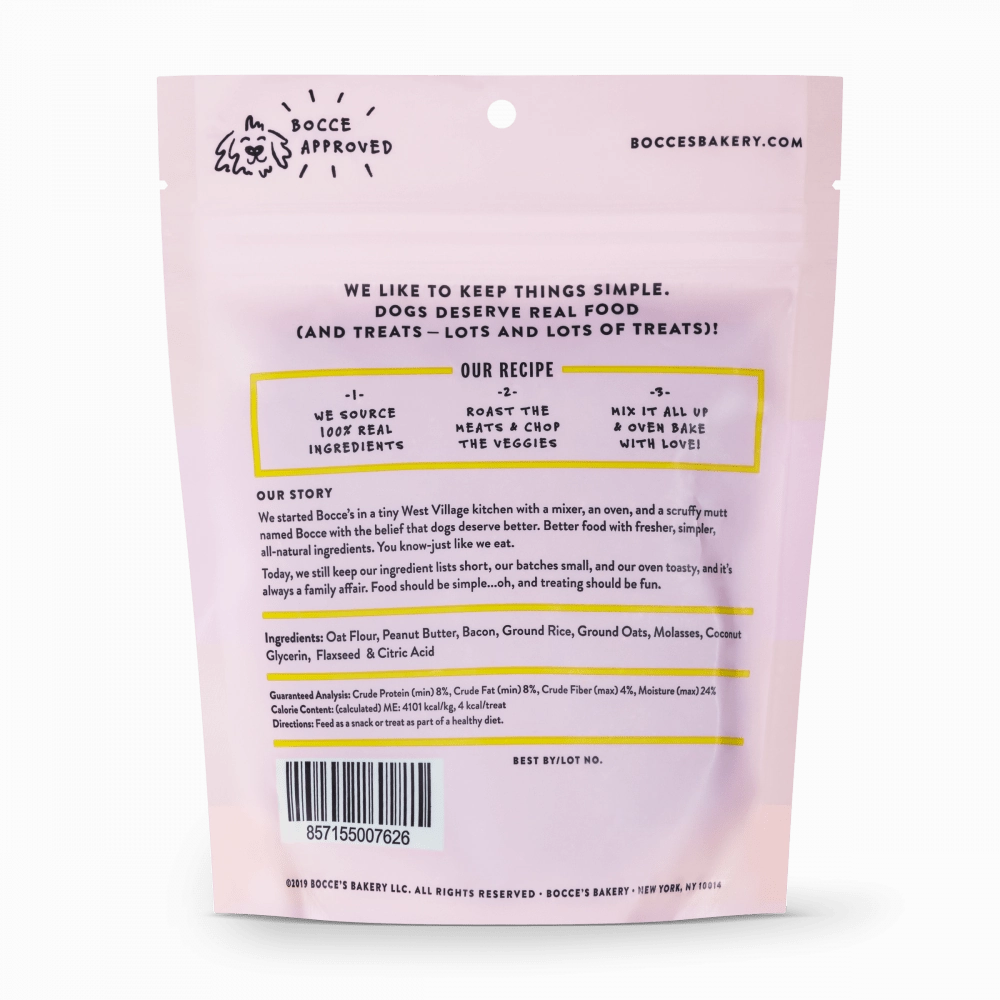 BOCCE
APPROVED
BOCCESBAKERY.COM
WE LIKE TO KEEP THINGS SIMPLE.
DOGS DESERVE REAL FOOD
(AND TREATS — LOTS AND LOTS OF TREATS)!
OUR RECIPE
-1-
WE SOURCE
100% REAL
INGREDIENTS
-2-
ROAST THE
MEATS & CHOP
THE VEGGIES
-3-
MIX IT ALL UP
& OVEN BAKE
WITH LOVE!
OUR STORY
We started Bocce's in a tiny West Village kitchen with a mixer, an oven, and a scruffy mutt
named Bocce with the belief that dogs deserve better. Better food with fresher, simpler,
all-natural ingredients. You know-just like we eat.
Today, we still keep our ingredient lists short, our batches small, and our oven toasty, and it's
always a family affair. Food should be simple...oh, and treating should be fun.
Ingredients: Oat Flour, Peanut Butter, Bacon, Ground Rice, Ground Oats, Molasses, Coconut
Glycerin, Flaxseed & Citric Acid
Guaranteed Analysis: Crude Protein (min) 8%, Crude Fat (min) 8%, Crude Fiber (max) 4%, Moisture (max) 24%
Calorie Content: (calculated) ME: 4101 kcal/kg, 4 kcal/treat
Directions: Feed as a snack or treat as part of a healthy diet.
BEST BY/LOT NO.
857155007626
©2019 BOCCE'S BAKERY LLC. ALL RIGHTS RESERVED • BOCCE'S BAKERY • NEW YORK, NY 10014